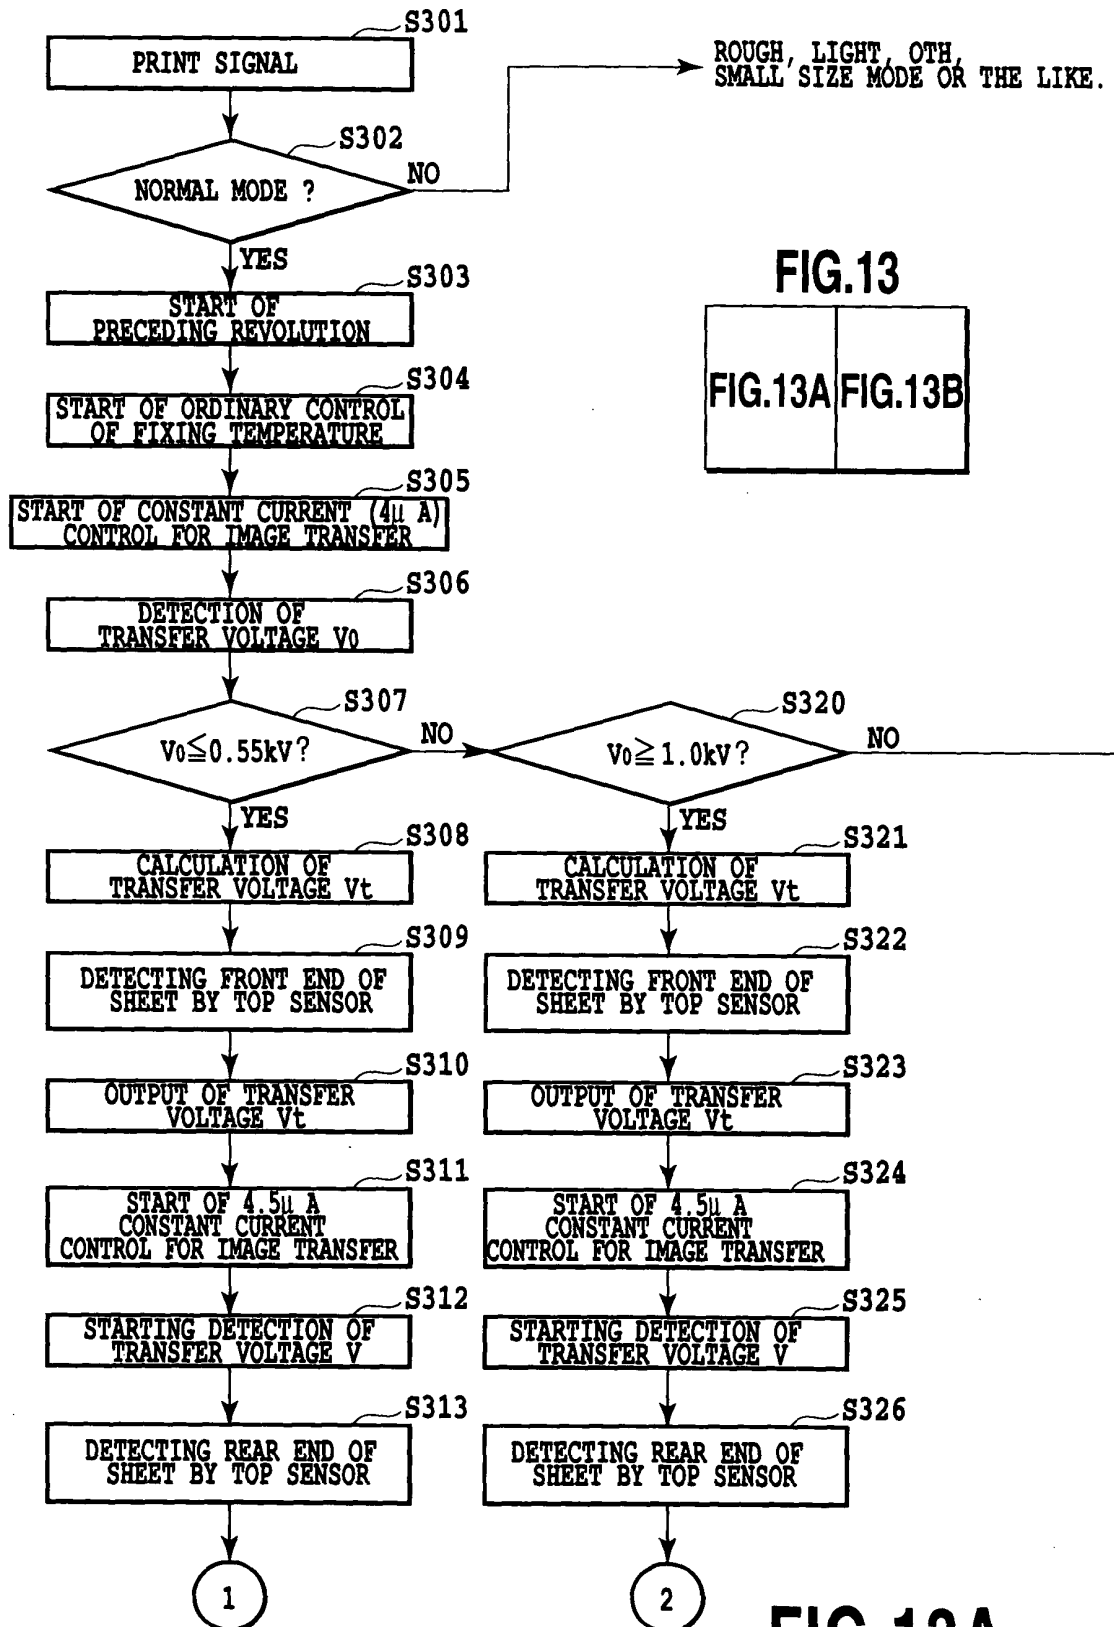 S301
PRINT SIGNAL
ROUGH, LIGHT, OTH,
SMALL SIZE MODE OR THE LIKE.
S302
NORMAL MODE ?
NO
YES
S303
START OF
PRECEDING REVOLUTION
FIG.13
FIG.13A
FIG.13B
S304
START OF ORDINARY CONTROL
OF FIXING TEMPERATURE
S305
START OF CONSTANT CURRENT (4μ A)
CONTROL FOR IMAGE TRANSFER
S306
DETECTION OF
TRANSFER VOLTAGE V0
S307
V0≦0.55kV?
NO
YES
S320
V0≧1.0kV?
NO
YES
S308
CALCULATION OF
TRANSFER VOLTAGE Vt
S321
CALCULATION OF
TRANSFER VOLTAGE Vt
S309
DETECTING FRONT END OF
SHEET BY TOP SENSOR
S322
DETECTING FRONT END OF
SHEET BY TOP SENSOR
S310
OUTPUT OF TRANSFER
VOLTAGE Vt
S323
OUTPUT OF TRANSFER
VOLTAGE Vt
S311
START OF 4.5μ A
CONSTANT CURRENT
CONTROL FOR IMAGE TRANSFER
S324
START OF 4.5μ A
CONSTANT CURRENT
CONTROL FOR IMAGE TRANSFER
S312
STARTING DETECTION OF
TRANSFER VOLTAGE V
S325
STARTING DETECTION OF
TRANSFER VOLTAGE V
S313
DETECTING REAR END OF
SHEET BY TOP SENSOR
S326
DETECTING REAR END OF
SHEET BY TOP SENSOR
1
2
FIG.13A